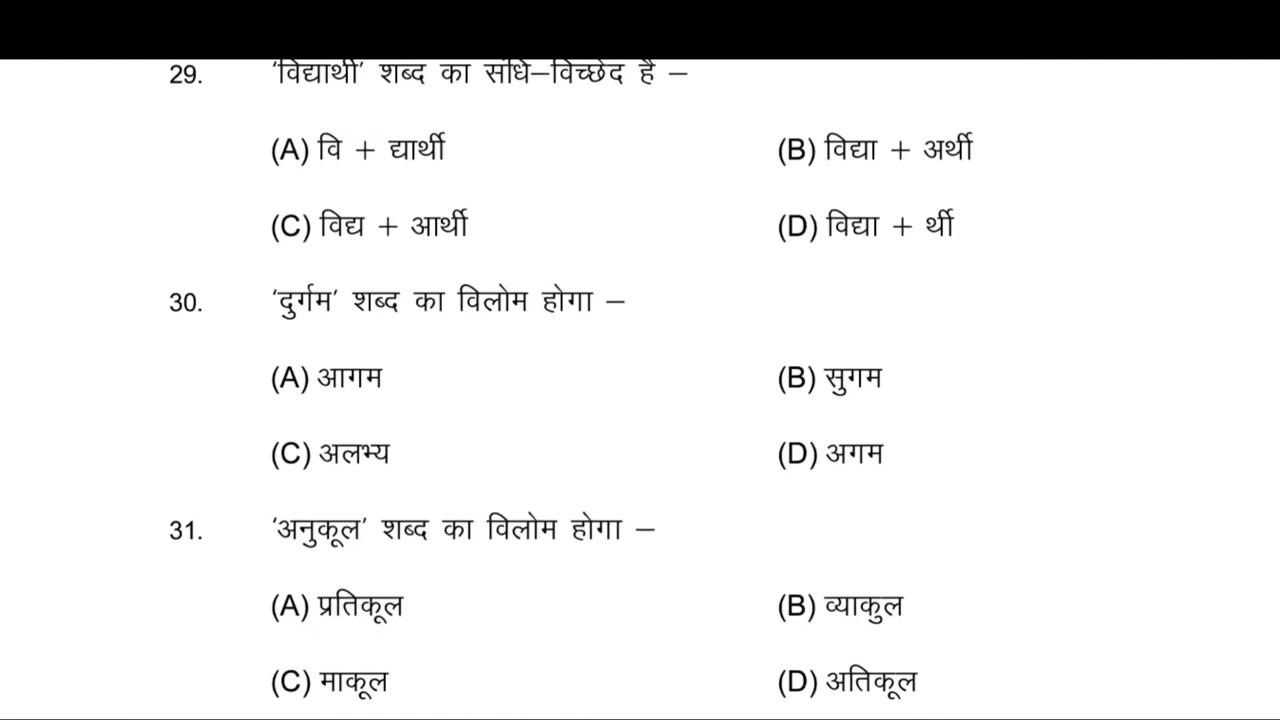 29. 'विद्यार्थी' शब्द का संधि–विच्छेद है –
(A) वि + द्यार्थी (B) विद्या + अर्थी
(C) विद्य + आर्थी (D) विद्या + र्थी
30. 'दुर्गम' शब्द का विलोम होगा –
(A) आगम (B) सुगम
(C) अलभ्य (D) अगम
31. 'अनुकूल' शब्द का विलोम होगा –
(A) प्रतिकूल (B) व्याकुल
(C) माकूल (D) अतिकूल